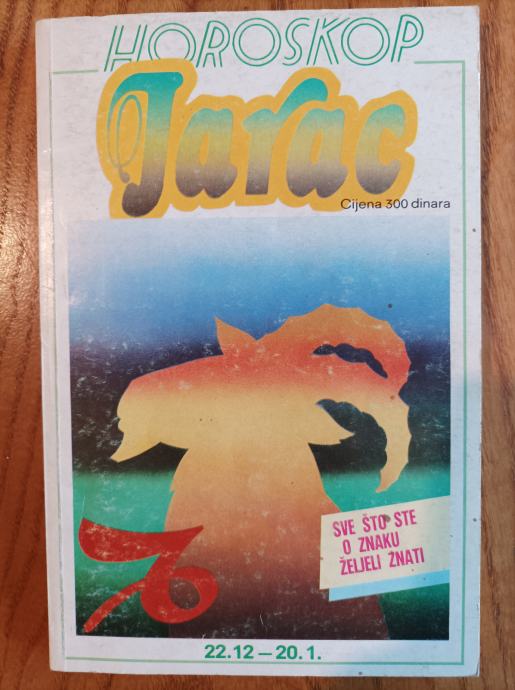 HOROSKOP
Jarac
Cijena 300 dinara
SVE ŠTO STE
O ZNAKU
ŽELJELI ZNATI
22.12 – 20.1.